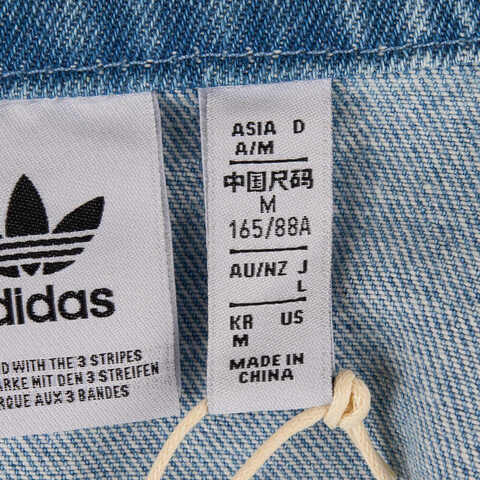 adidas
D WITH THE 3 STRIPES
ARKE MIT DEN 3 STREIFEN
RQUE AUX 3 BANDES
ASIA D
A/M
中国尺码
M
165/88A
AU/NZ J
L
KR US
M
MADE IN
CHINA